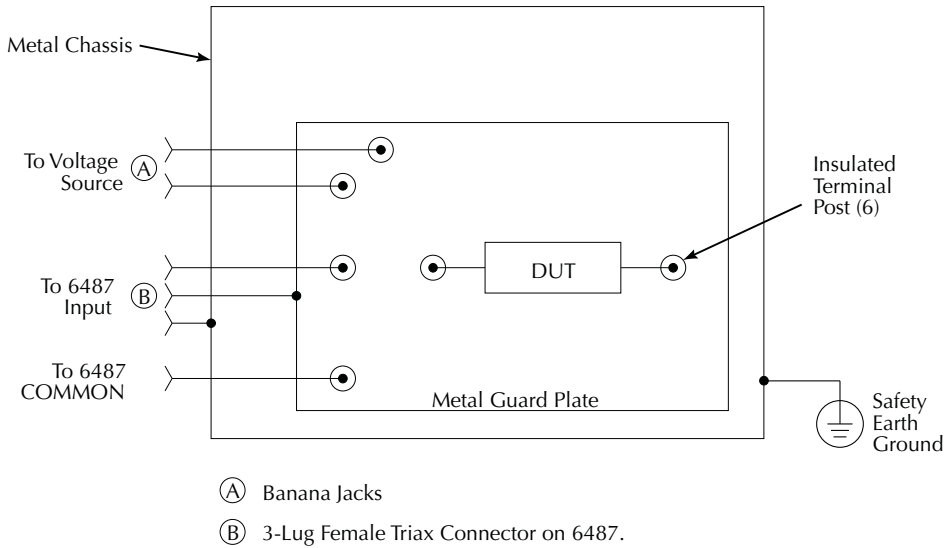 Metal Chassis
To Voltage
Source
A
Insulated
Terminal
Post (6)
To 6487
Input
B
DUT
To 6487
COMMON
Metal Guard Plate
Safety
Earth
Ground
A Banana Jacks
B 3-Lug Female Triax Connector on 6487.